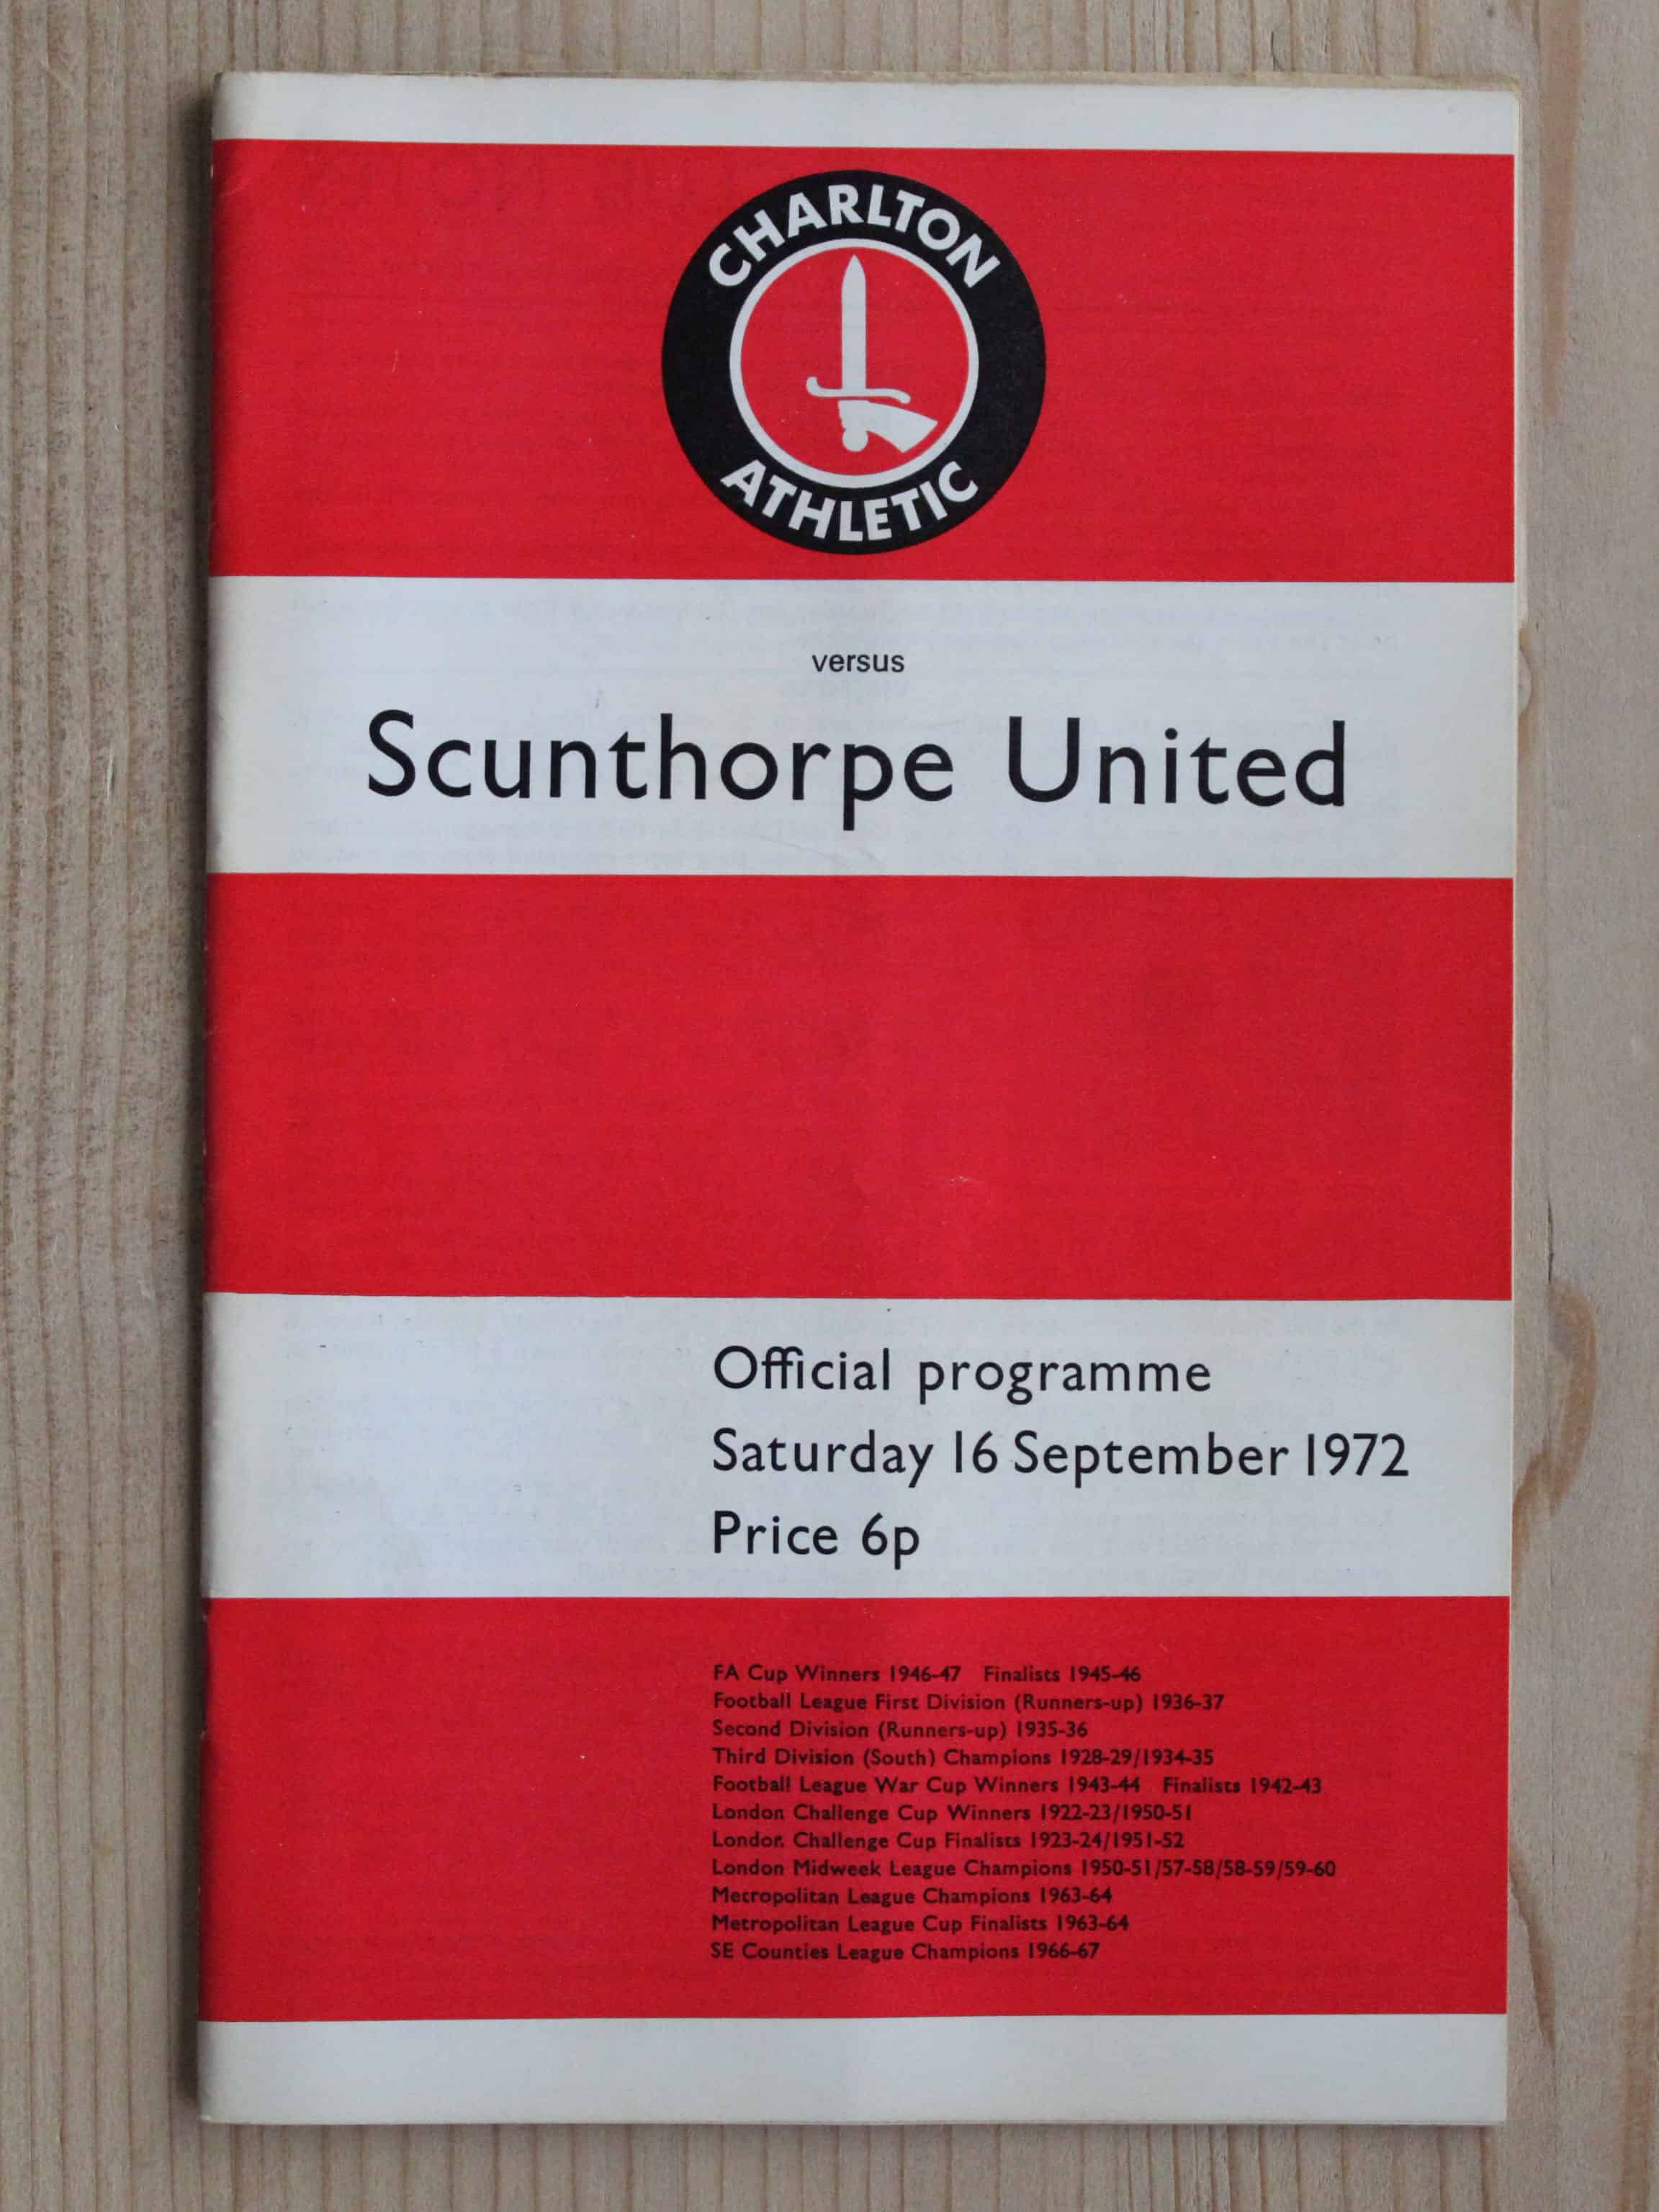 CHARLTON
ATHLETIC
versus
Scunthorpe United
Official programme
Saturday 16 September 1972
Price 6p
FA Cup Winners 1946-47 Finalists 1945-46
Football League First Division (Runners-up) 1936-37
Second Division (Runners-up) 1935-36
Third Division (South) Champions 1928-29/1934-35
Football League War Cup Winners 1943-44 Finalists 1942-43
London Challenge Cup Winners 1922-23/1950-51
London Challenge Cup Finalists 1923-24/1951-52
London Midweek League Champions 1950-51/57-58/58-59/59-60
Metropolitan League Champions 1963-64
Metropolitan League Cup Finalists 1963-64
SE Counties League Champions 1966-67